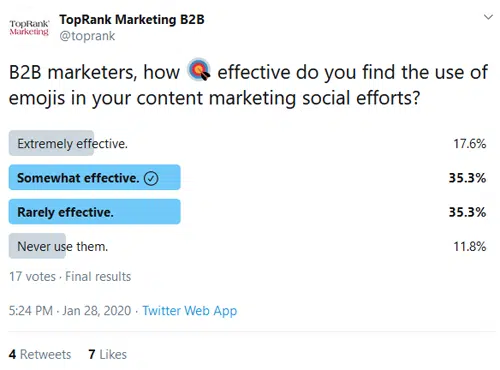 TopRank Marketing
TopRank Marketing B2B
@toprank
B2B marketers, how 🎯 effective do you find the use of
emojis in your content marketing social efforts?
Extremely effective. 17.6%
Somewhat effective. 35.3%
Rarely effective. 35.3%
Never use them. 11.8%
17 votes · Final results
5:24 PM · Jan 28, 2020 · Twitter Web App
4 Retweets 7 Likes